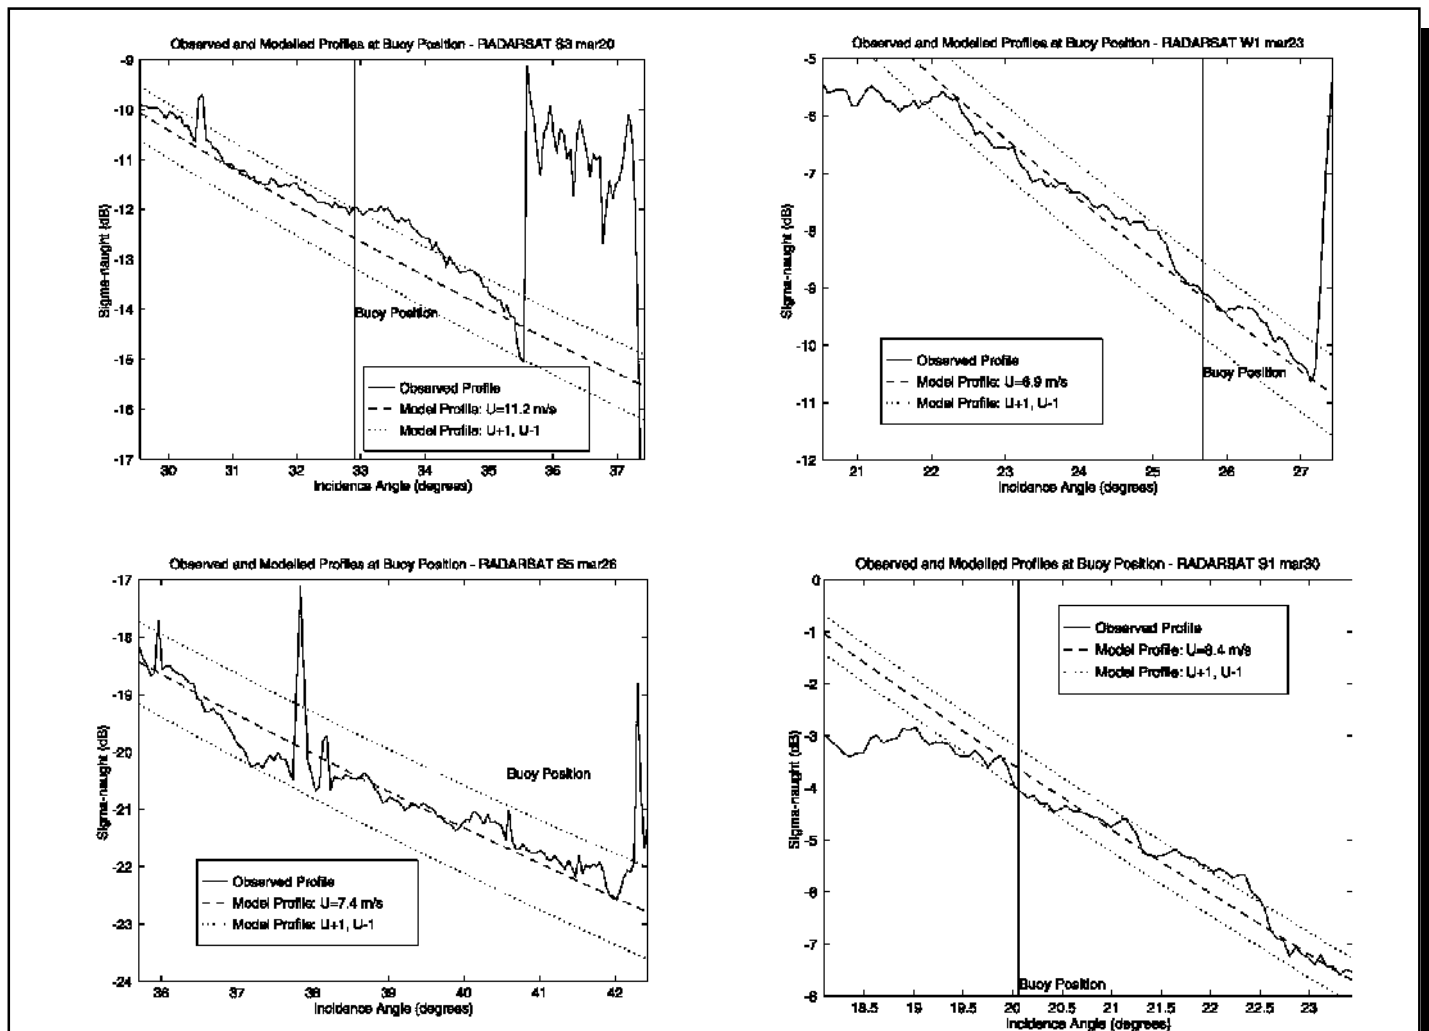 Observed and Modelled Profiles at Buoy Position - RADARSAT S3 mar20
-9
-10
-11
-12
-13
-14
-15
-16
-17
Sigma-naught (dB)
Buoy Position
Observed Profile
Model Profile: U=11.2 m/s
Model Profile: U+1, U-1
30 31 32 33 34 35 36 37
Incidence Angle (degrees)
Observed and Modelled Profiles at Buoy Position - RADARSAT W1 mar23
-5
-6
-7
-8
-9
-10
-11
-12
Sigma-naught (dB)
Observed Profile
Model Profile: U=6.9 m/s
Model Profile: U+1, U-1
Buoy Position
21 22 23 24 25 26 27
Incidence Angle (degrees)
Observed and Modelled Profiles at Buoy Position - RADARSAT S5 mar26
-17
-18
-19
-20
-21
-22
-23
-24
Sigma-naught (dB)
Buoy Position
Observed Profile
Model Profile: U=7.4 m/s
Model Profile: U+1, U-1
36 37 38 39 40 41 42
Incidence Angle (degrees)
Observed and Modelled Profiles at Buoy Position - RADARSAT S1 mar30
0
-1
-2
-3
-4
-5
-6
-7
-8
Sigma-naught (dB)
Observed Profile
Model Profile: U=8.4 m/s
Model Profile: U+1, U-1
Buoy Position
18.5 19 19.5 20 20.5 21 21.5 22 22.5 23
Incidence Angle (degrees)